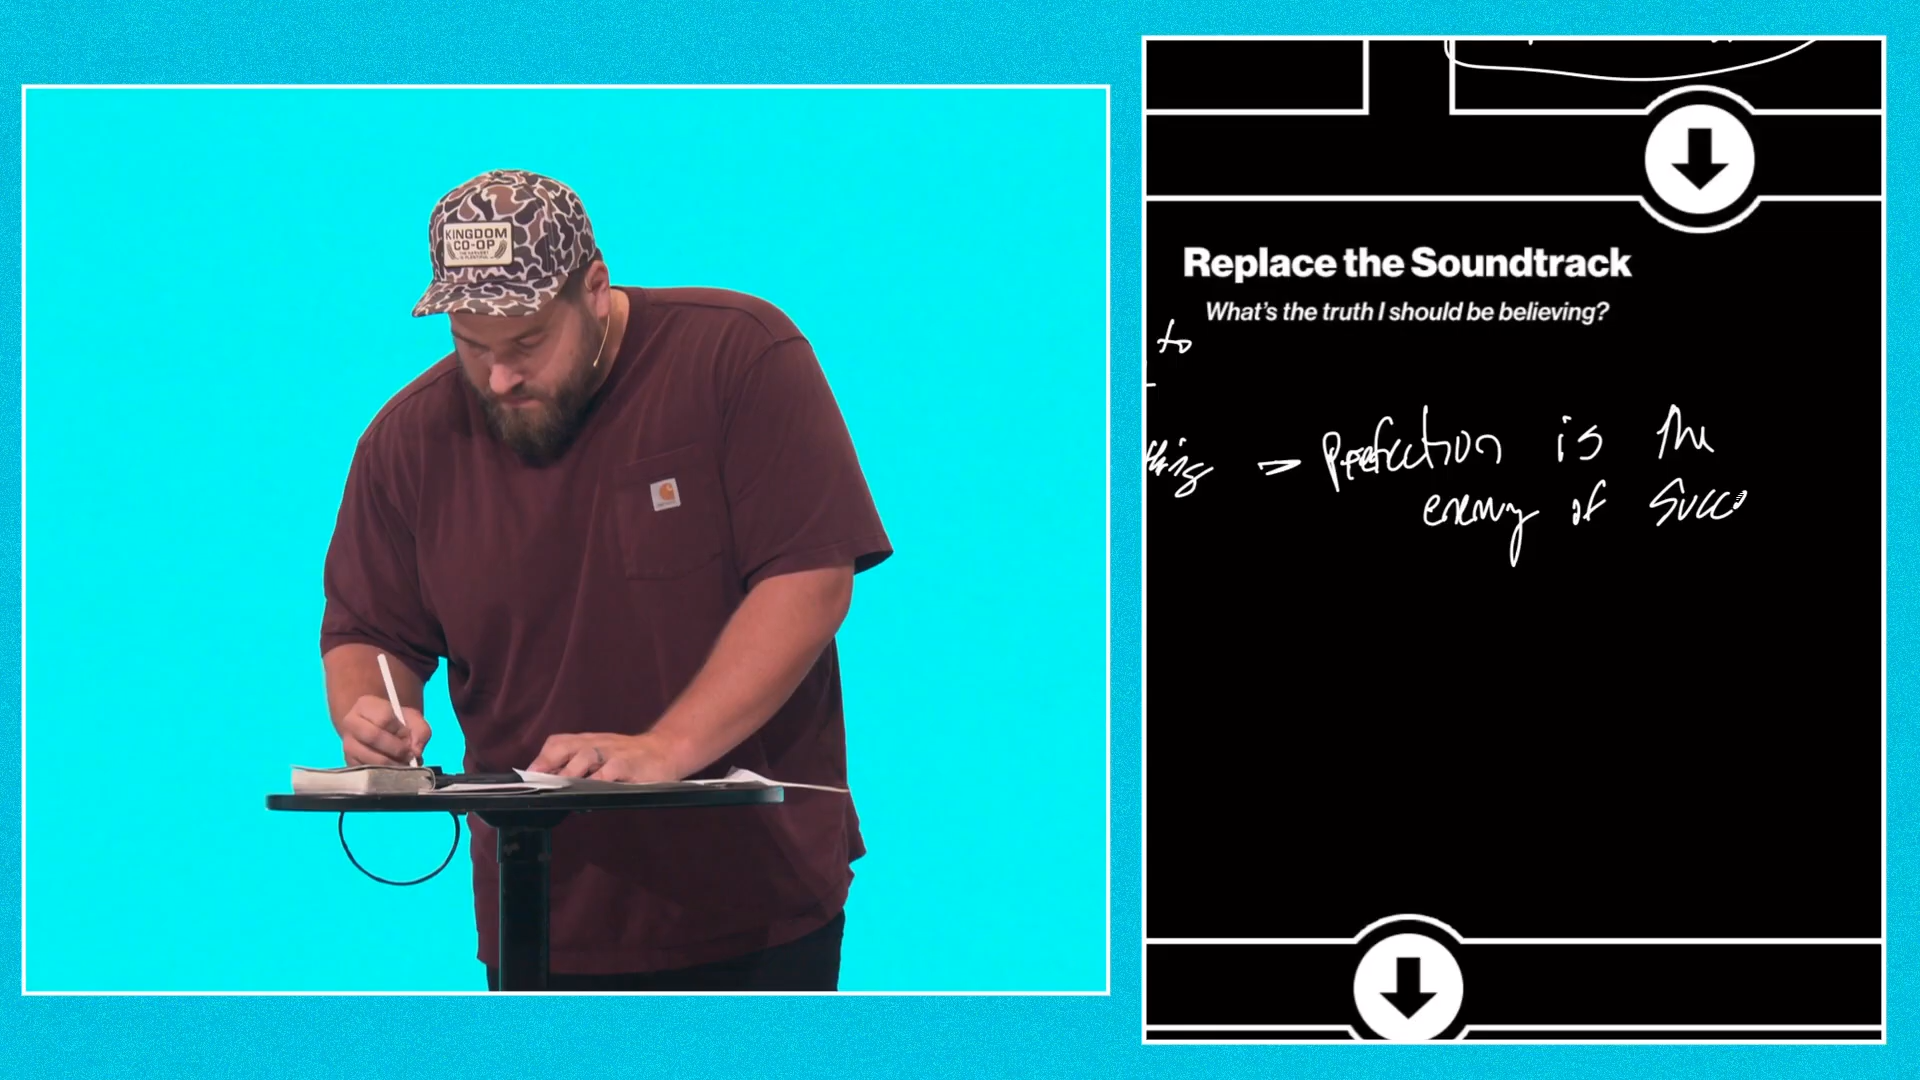 KINGDOM
CO-OP
Replace the Soundtrack
What's the truth I should be believing?
to
thing - Perfection is the
enemy of Succ